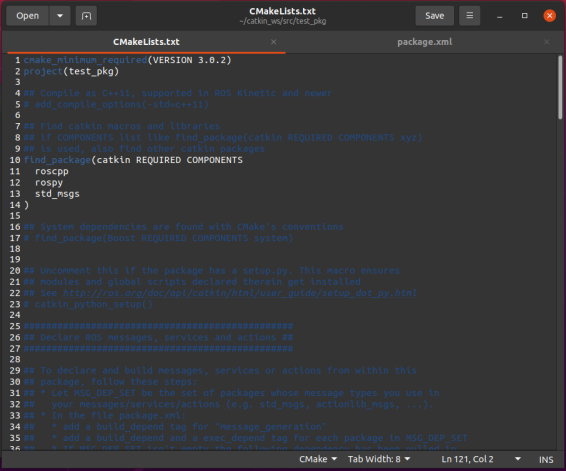 Open
CMakeLists.txt
~/catkin_ws/src/test_pkg
Save
CMakeLists.txt
package.xml
1 cmake_minimum_required(VERSION 3.0.2)
2 project(test_pkg)
3
4 ## Compile as C++11, supported in ROS Kinetic and newer
5 # add_compile_options(-std=c++11)
6
7 ## Find catkin macros and libraries
8 ## if COMPONENTS list like find_package(catkin REQUIRED COMPONENTS xyz)
9 ## is used, also find other catkin packages
10 find_package(catkin REQUIRED COMPONENTS
11 roscpp
12 rospy
13 std_msgs
14 )
15
16 ## System dependencies are found with CMake's conventions
17 # find_package(Boost REQUIRED COMPONENTS system)
18
19
20 ## Uncomment this if the package has a setup.py. This macro ensures
21 ## modules and global scripts declared therein get installed
22 ## See http://ros.org/doc/api/catkin/html/user_guide/setup_dot_py.html
23 # catkin_python_setup()
24
25 ################################################
26 ## Declare ROS messages, services and actions ##
27 ################################################
28
29 ## To declare and build messages, services or actions from within this
30 ## package, follow these steps:
31 ## * Let MSG_DEP_SET be the set of packages whose message types you use in
32 ##   your messages/services/actions (e.g. std_msgs, actionlib_msgs, ...).
33 ## * In the file package.xml:
34 ##   * add a build_depend tag for "message_generation"
35 ##   * add a build_depend and a exec_depend tag for each package in MSG_DEP_SET
36
CMake
Tab Width: 8
Ln 121, Col 2
INS